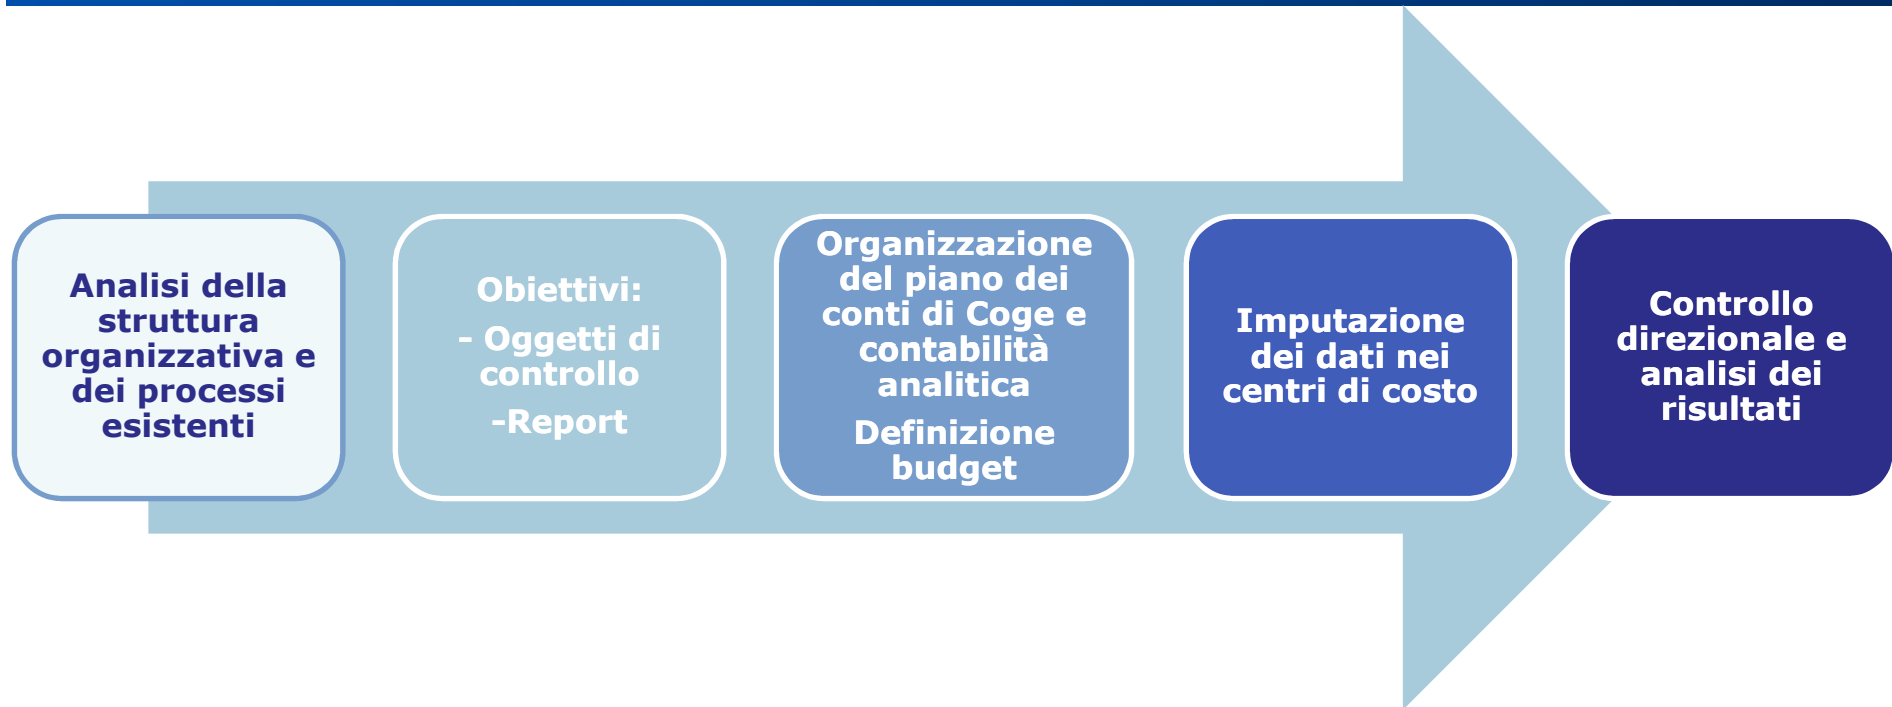 Analisi della
struttura
organizzativa e
dei processi
esistenti
Obiettivi:
- Oggetti di
controllo
-Report
Organizzazione
del piano dei
conti di Coge e
contabilità
analitica
Definizione
budget
Imputazione
dei dati nei
centri di costo
Controllo
direzionale e
analisi dei
risultati